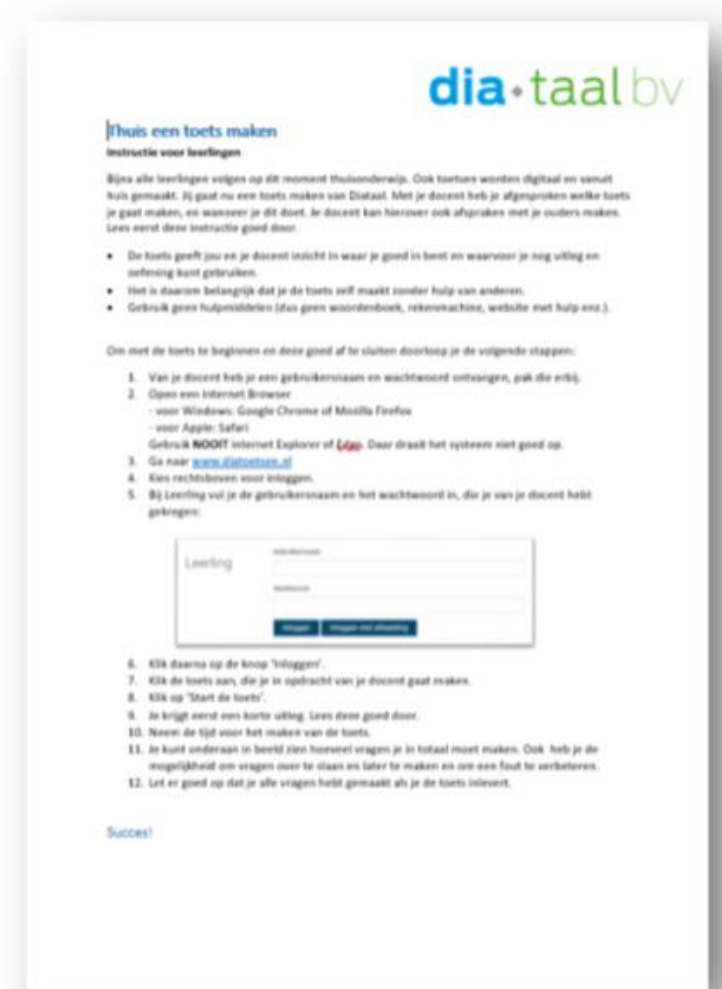 dia•taal bv
Thuis een toets maken
Instructie voor leerlingen
Bijna alle leerlingen volgen op dit moment thuisonderwijs. Ook toetsen worden digitaal en vanuit
huis gemaakt. Jij gaat nu een toets maken van Diataal. Met je docent heb je afgesproken welke toets
je gaat maken, en wanneer je dit doet. Je docent kan hierover ook afspraken met je ouders maken.
Lees eerst deze instructie goed door.
• De toets geeft jou en je docent inzicht in waar je goed in bent en waarvoor je nog uitleg en
oefening kunt gebruiken.
• Het is daarom belangrijk dat je de toets zelf maakt zonder hulp van anderen.
• Gebruik geen hulpmiddelen (dus geen woordenboek, rekenmachine, website met hulp enz.).
Om met de toets te beginnen en deze goed af te sluiten doorloop je de volgende stappen:
1. Van je docent heb je een gebruikersnaam en wachtwoord ontvangen, pak die erbij.
2. Open een Internet Browser
- voor Windows: Google Chrome of Mozilla Firefox
- voor Apple: Safari
Gebruik NOOIT Internet Explorer of Edge. Daar draait het systeem niet goed op.
3. Ga naar www.diatoetsen.nl
4. Kies rechtsboven voor inloggen.
5. Bij Leerling vul je de gebruikersnaam en het wachtwoord in, die je van je docent hebt
gekregen:
Leerling
Gebruikersnaam
Wachtwoord
Inloggen Inloggen met afbeelding
6. Klik daarna op de knop 'Inloggen'.
7. Klik de toets aan, die je in opdracht van je docent gaat maken.
8. Klik op 'Start de toets'.
9. Je krijgt eerst een korte uitleg. Lees deze goed door.
10. Neem de tijd voor het maken van de toets.
11. Je kunt onderaan in beeld zien hoeveel vragen je in totaal moet maken. Ook heb je de
mogelijkheid om vragen over te slaan en later te maken en om een fout te verbeteren.
12. Let er goed op dat je alle vragen hebt gemaakt als je de toets inlevert.
Succes!